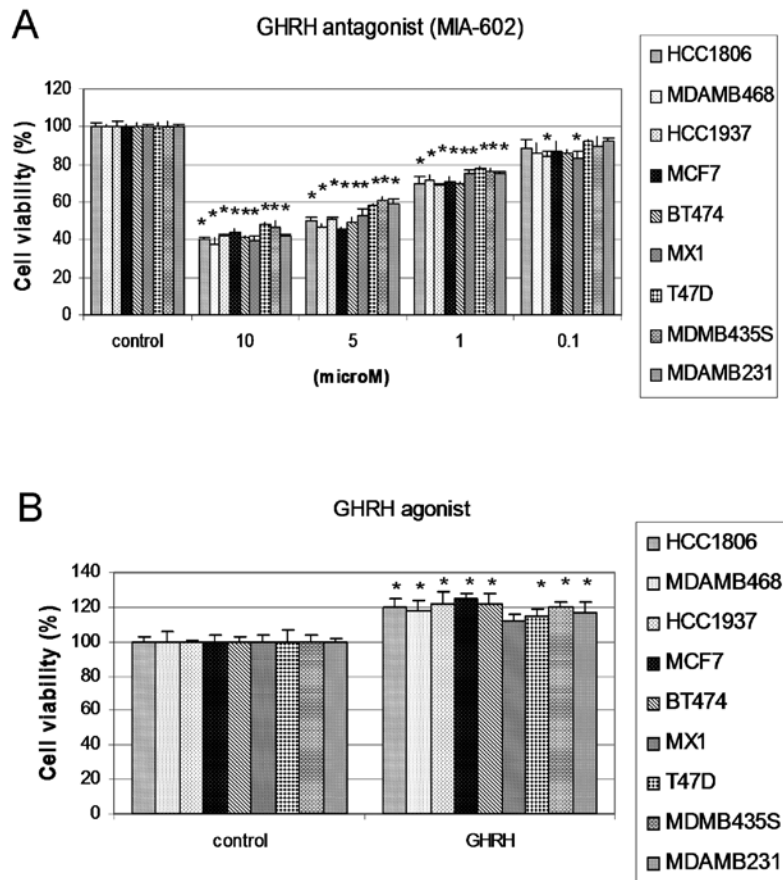 A
GHRH antagonist (MIA-602)
Cell viability (%)
120
100
80
60
40
20
0
* * * * * * * * *
* * * * * * * * *
* * * * * * * * *
* *
control 10 5 1 0.1
(microM)
HCC1806
MDAMB468
HCC1937
MCF7
BT474
MX1
T47D
MDMB435S
MDAMB231
B
GHRH agonist
Cell viability (%)
140
120
100
80
60
40
20
0
* * * * * * * *
control GHRH
HCC1806
MDAMB468
HCC1937
MCF7
BT474
MX1
T47D
MDMB435S
MDAMB231